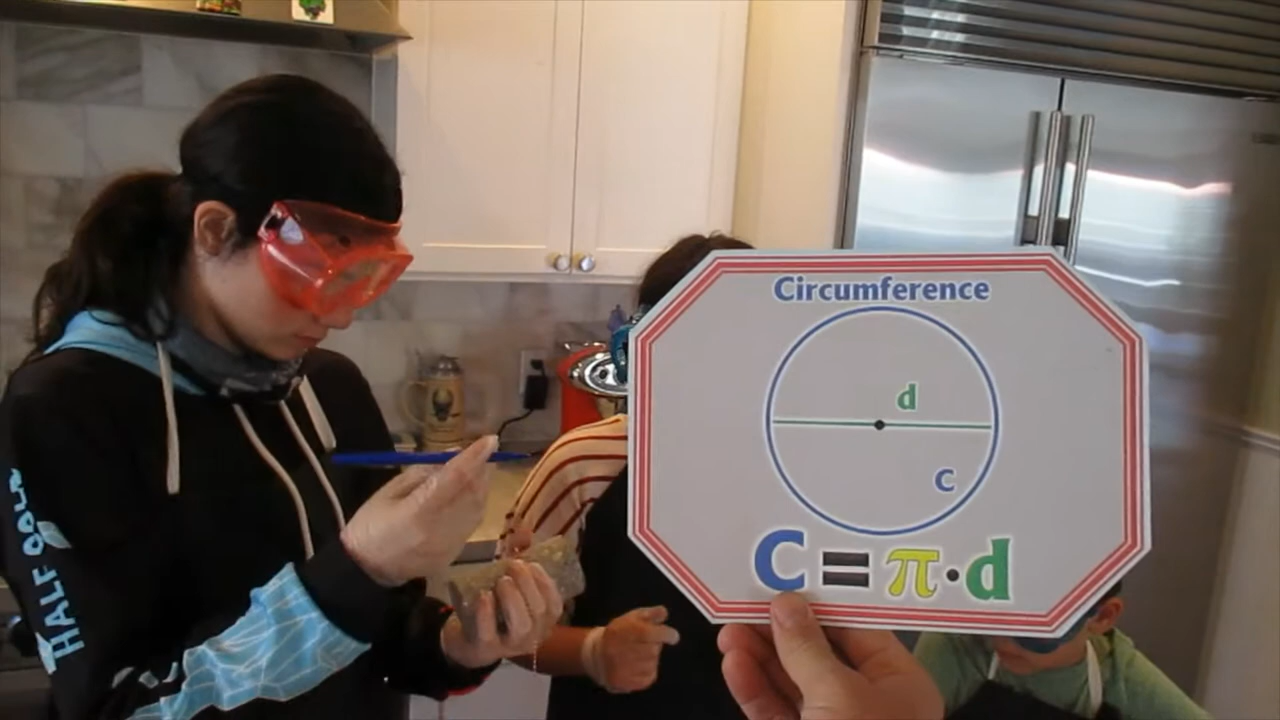 Circumference
d
C
C = π · d
HALF